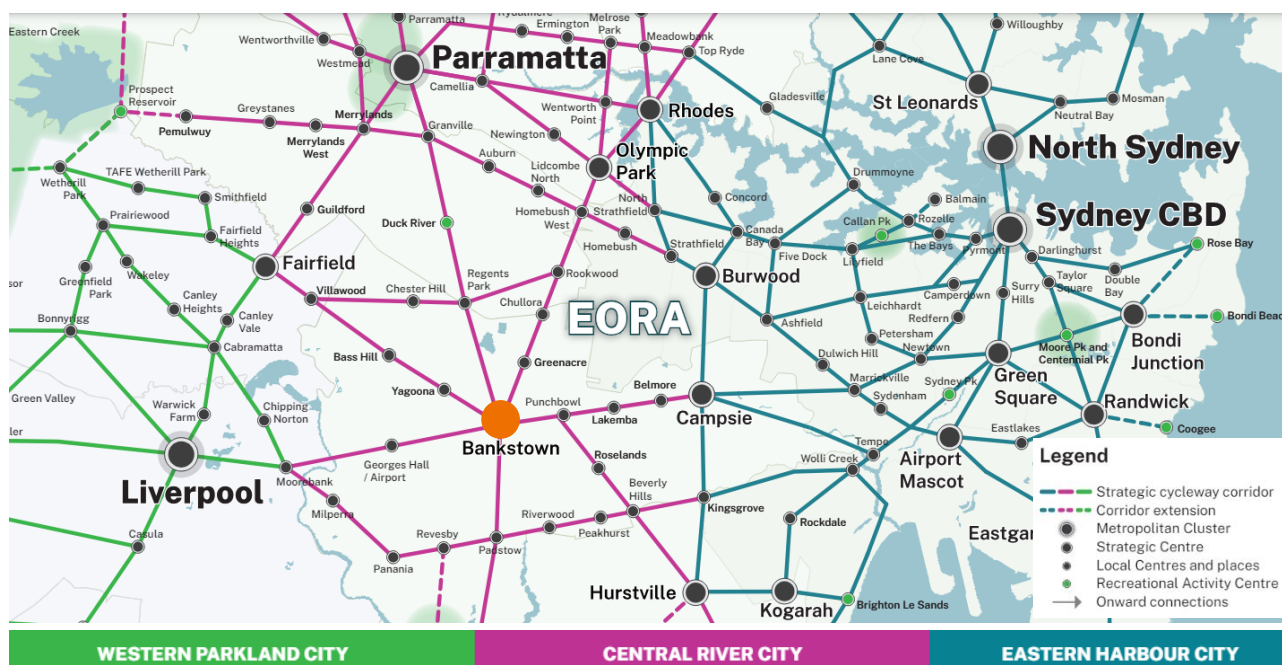 Eastern Creek
Parramatta
Ermington
Melrose
Park
Meadowbank
Top Ryde
Willoughby
Wentworthville
Westmead
Parramatta
Camellia
Lane Cove
St Leonards
Mosman
Neutral Bay
Prospect
Reservoir
Greystanes
Pemulwuy
Merrylands
Merrylands
West
Granville
Newington
Wentworth
Point
Rhodes
Gladesville
North Sydney
Auburn
Lidcombe
North
Olympic
Park
Wetherill
Park
TAFE Wetherill Park
Smithfield
Prairiewood
Fairfield
Heights
Guildford
Duck River
Homebush
West
North
Strathfield
Homebush
Concord
Drummoyne
Balmain
Callan Pk
Rozelle
The Bays
Pyrmont
Sydney CBD
Darlinghurst
Rose Bay
Greenfield
Park
Wakeley
Fairfield
Villawood
Chester Hill
Regents
Park
Rookwood
Chullora
Strathfield
Burwood
Canada
Bay
Five Dock
Lilyfield
Camperdown
Surry
Hills
Taylor
Square
Double
Bay
Bonnyrigg
Canley
Heights
Canley
Vale
Cabramatta
EORA
Ashfield
Leichhardt
Redfern
Petersham
Newtown
Moore Pk and
Centennial Pk
Bondi
Junction
Bondi Beac
Bass Hill
Greenacre
Dulwich Hill
Marrickville
Sydney Pk
Green
Square
Green Valley
Warwick
Farm
Chipping
Norton
Yagoona
Bankstown
Punchbowl
Lakemba
Belmore
Campsie
Sydenham
Randwick
Coogee
ler
sor
Liverpool
Moorebank
Georges Hall
/ Airport
Roselands
Wolli Creek
Tempe
Airport
Mascot
Eastlakes
Milperra
Beverly
Hills
Kingsgrove
Rockdale
Casula
Panania
Revesby
Padstow
Riverwood
Peakhurst
Eastgar
Hurstville
Kogarah
Brighton Le Sands
Legend
Strategic cycleway corridor
Corridor extension
Metropolitan Cluster
Strategic Centre
Local Centres and places
Recreational Activity Centre
Onward connections
WESTERN PARKLAND CITY
CENTRAL RIVER CITY
EASTERN HARBOUR CITY